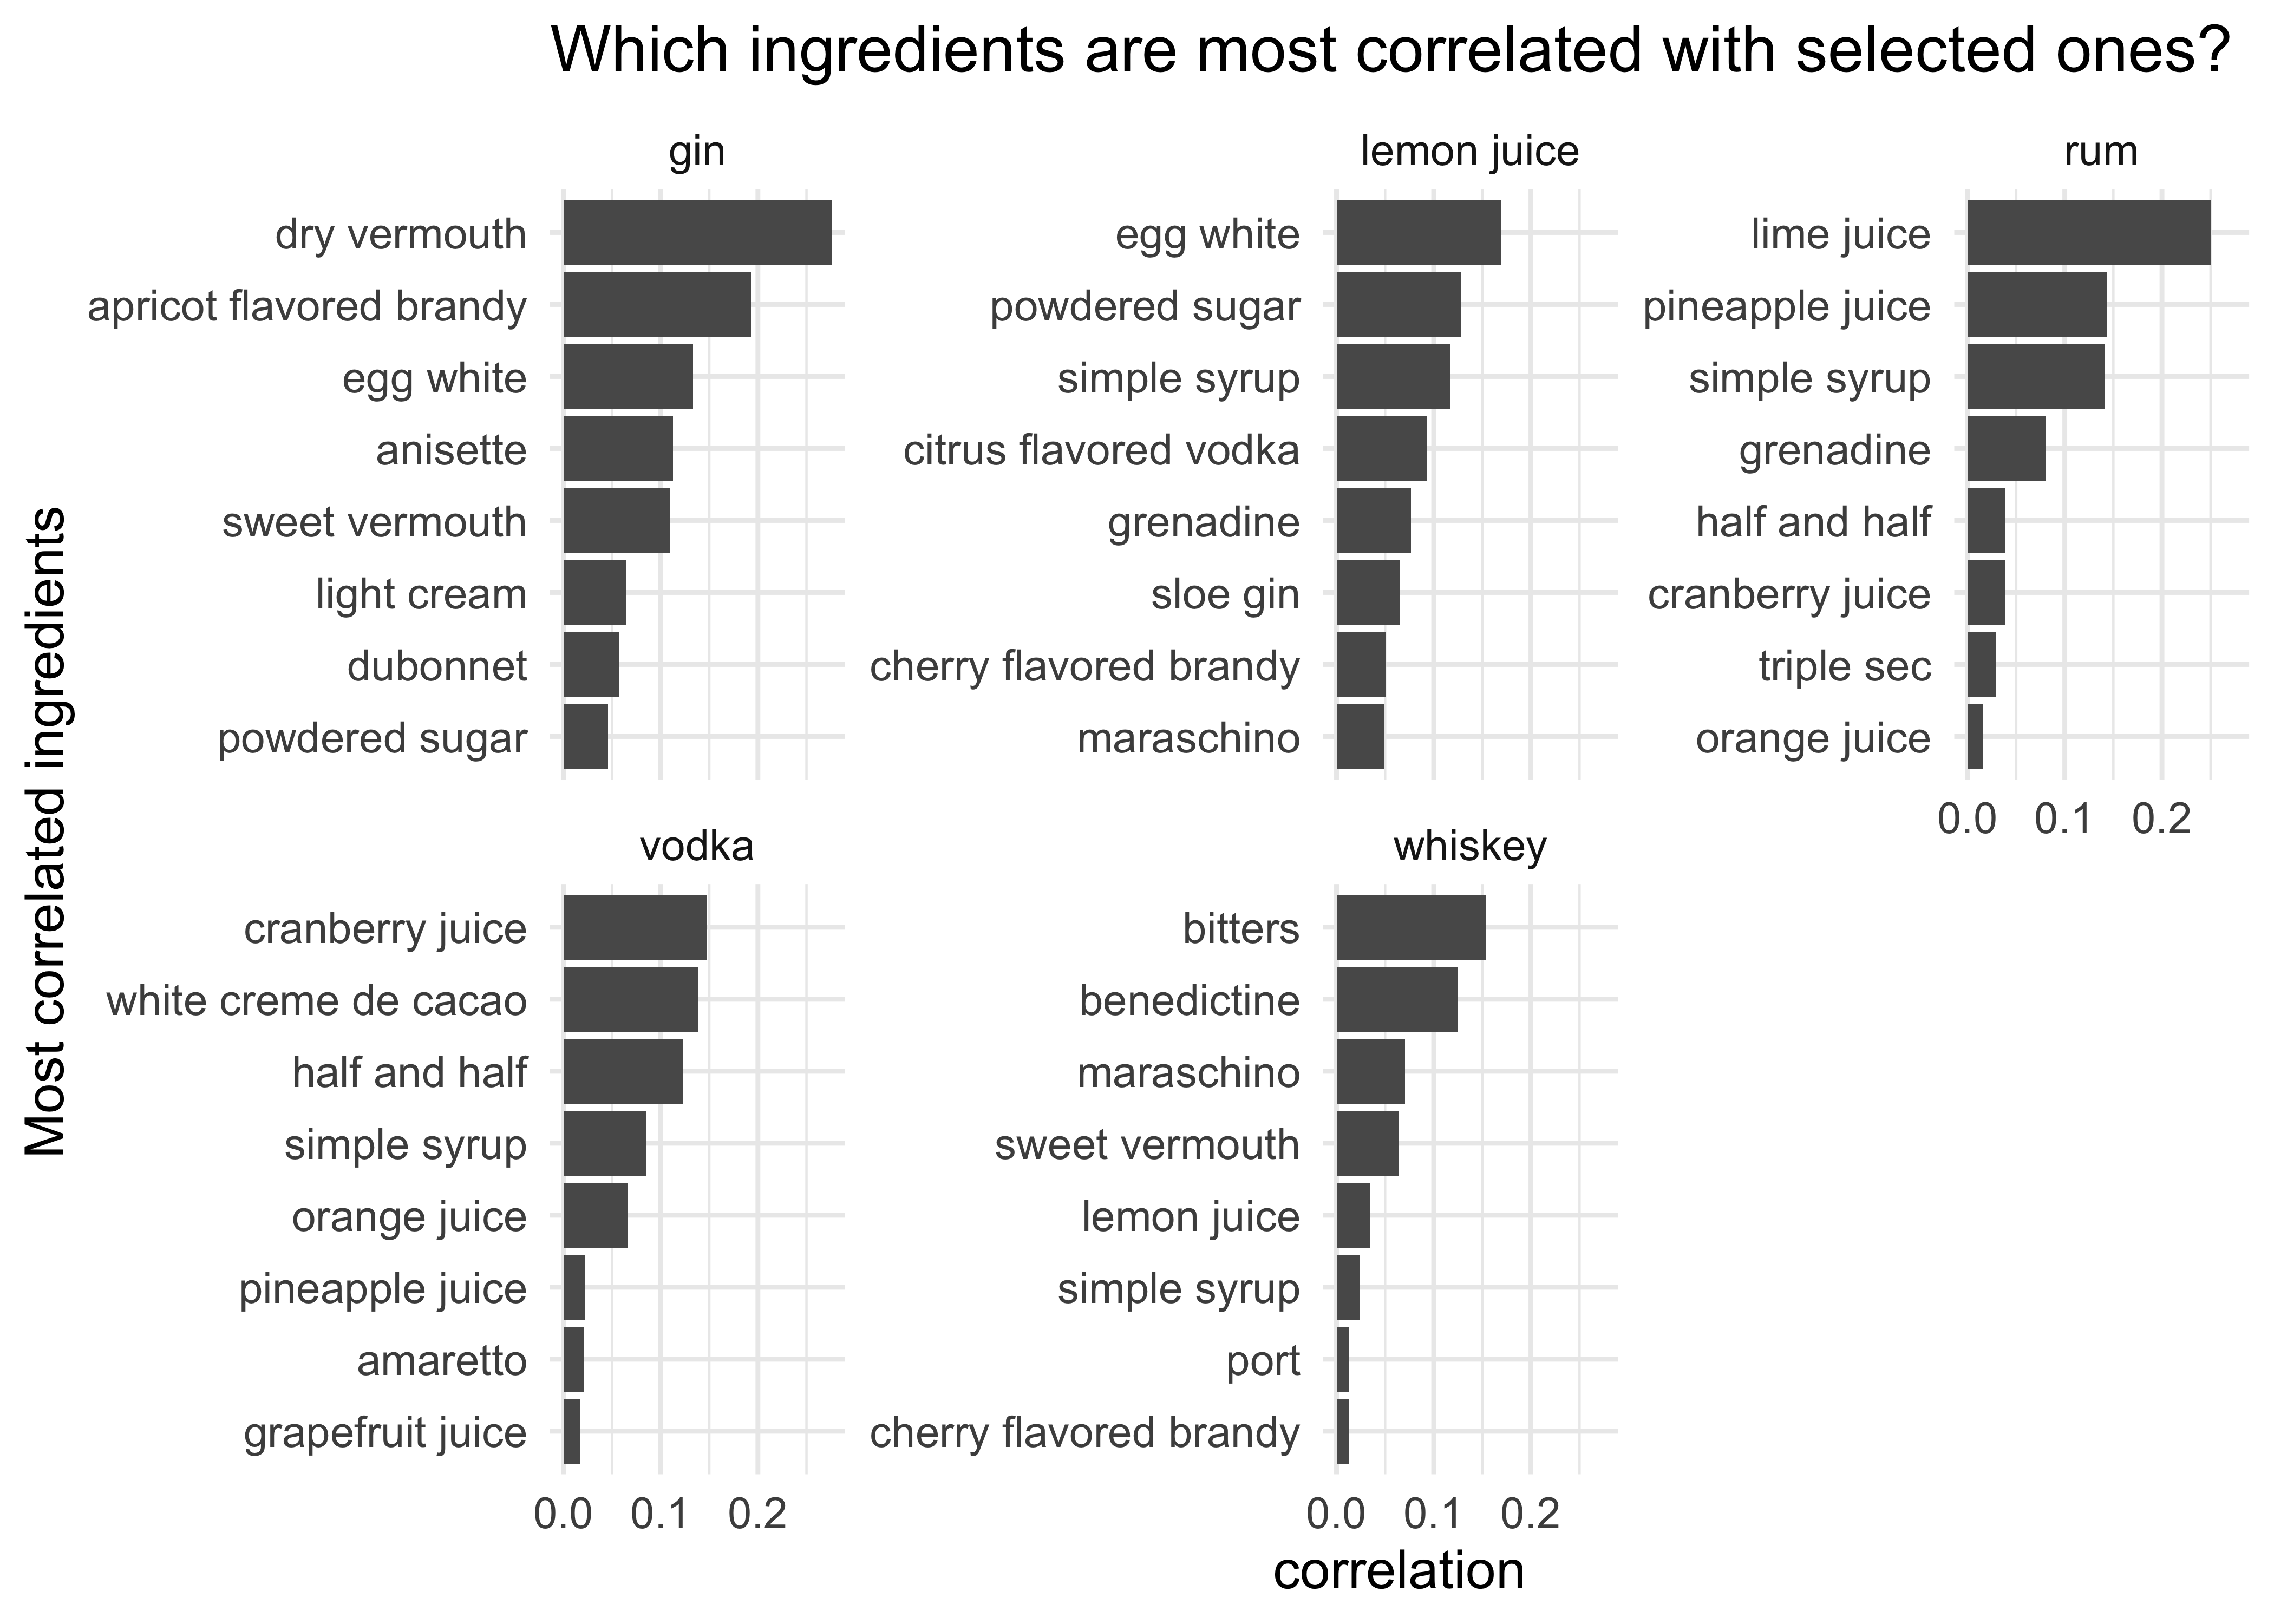 Which ingredients are most correlated with selected ones?
Most correlated ingredients
gin
dry vermouth
apricot flavored brandy
egg white
anisette
sweet vermouth
light cream
dubonnet
powdered sugar
lemon juice
egg white
powdered sugar
simple syrup
citrus flavored vodka
grenadine
sloe gin
cherry flavored brandy
maraschino
rum
lime juice
pineapple juice
simple syrup
grenadine
half and half
cranberry juice
triple sec
orange juice
0.0 0.1 0.2
vodka
cranberry juice
white creme de cacao
half and half
simple syrup
orange juice
pineapple juice
amaretto
grapefruit juice
0.0 0.1 0.2
whiskey
bitters
benedictine
maraschino
sweet vermouth
lemon juice
simple syrup
port
cherry flavored brandy
0.0 0.1 0.2
correlation